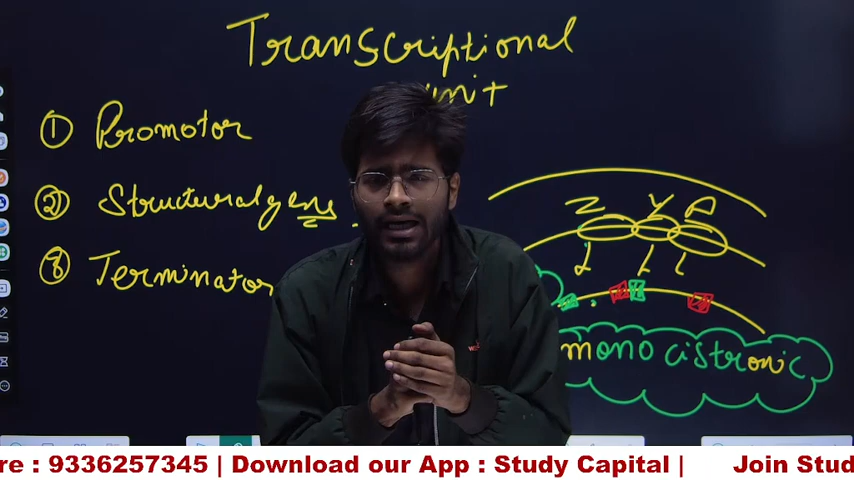 Transcriptional
unit
① Promotor
② Structural genes.
③ Terminator
Z Y A
mono cistronic
re : 9336257345 | Download our App : Study Capital | Join Stud